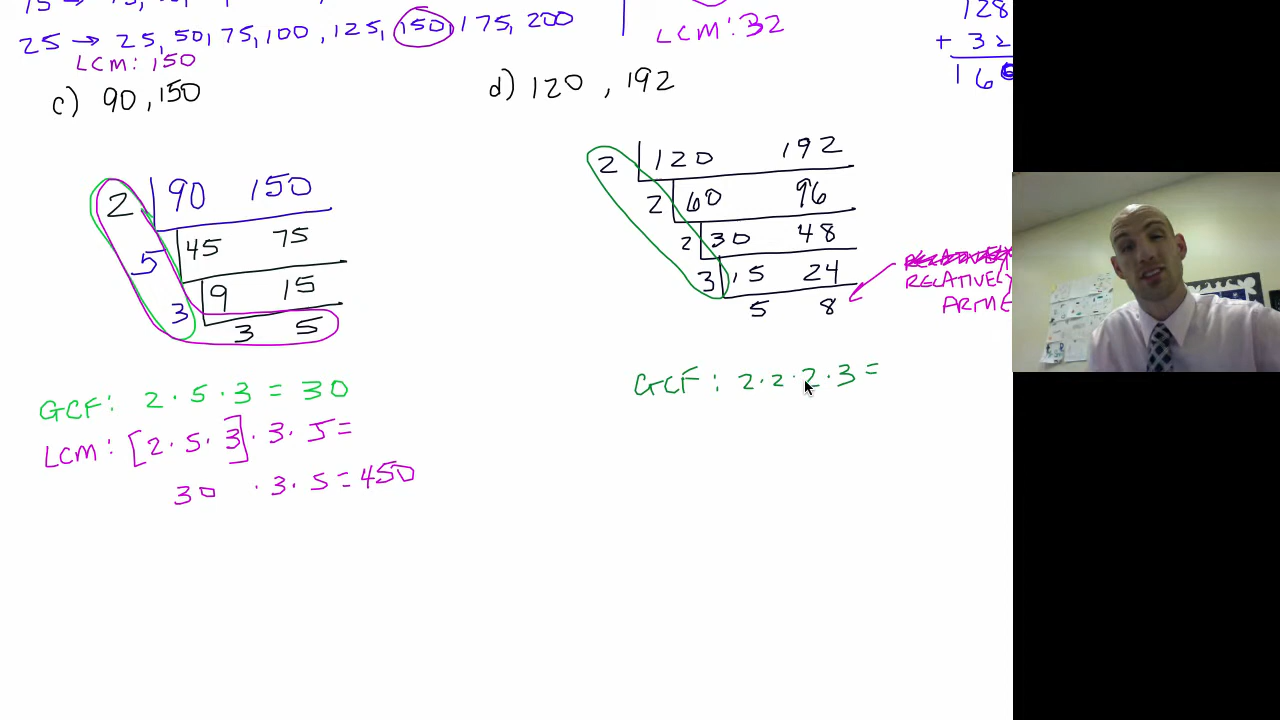 25 → 25, 50, 75, 100, 125, 150, 175, 200
LCM: 150
LCM: 32
128
+ 32
160
c) 90, 150
2 90 150
5 45 75
3 9 15
3 5
GCF: 2 · 5 · 3 = 30
LCM: [2 · 5 · 3] · 3 · 5 =
30 · 3 · 5 = 450
d) 120, 192
2 120 192
2 60 96
2 30 48
3 15 24
5 8
RELATIVELY
GCF: 2 · 2 · 2 · 3 =